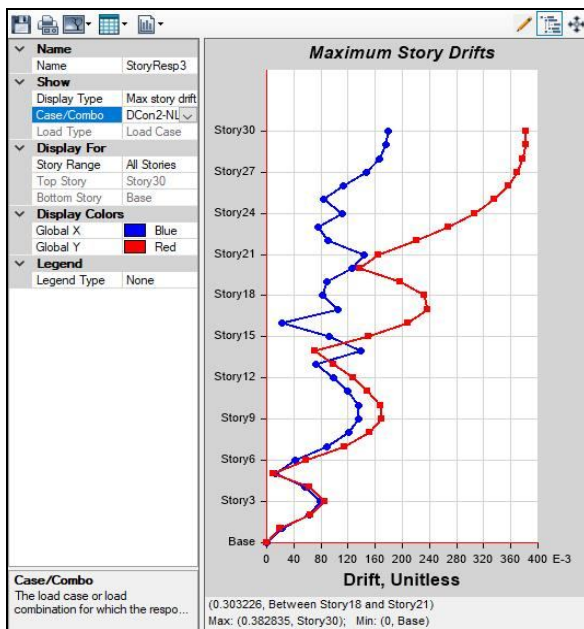 Name
Name StoryResp3
Show
Display Type Max story drift
Case/Combo DCon2-NL
Load Type Load Case
Display For
Story Range All Stories
Top Story Story30
Bottom Story Base
Display Colors
Global X Blue
Global Y Red
Legend
Legend Type None
Case/Combo
The load case or load
combination for which the respo...
Maximum Story Drifts
Story30
Story27
Story24
Story21
Story18
Story15
Story12
Story9
Story6
Story3
Base
0 40 80 120 160 200 240 280 320 360 400 E-3
Drift, Unitless
(0.303226, Between Story18 and Story21)
Max: (0.382835, Story30); Min: (0, Base)